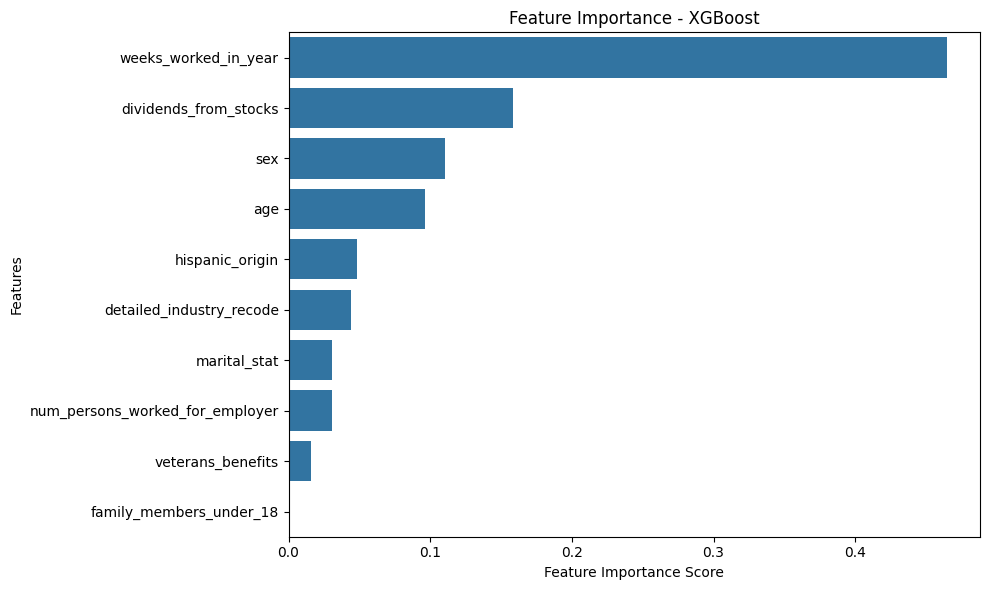 Feature Importance - XGBoost
Features
weeks_worked_in_year
dividends_from_stocks
sex
age
hispanic_origin
detailed_industry_recode
marital_stat
num_persons_worked_for_employer
veterans_benefits
family_members_under_18
0.0 0.1 0.2 0.3 0.4
Feature Importance Score